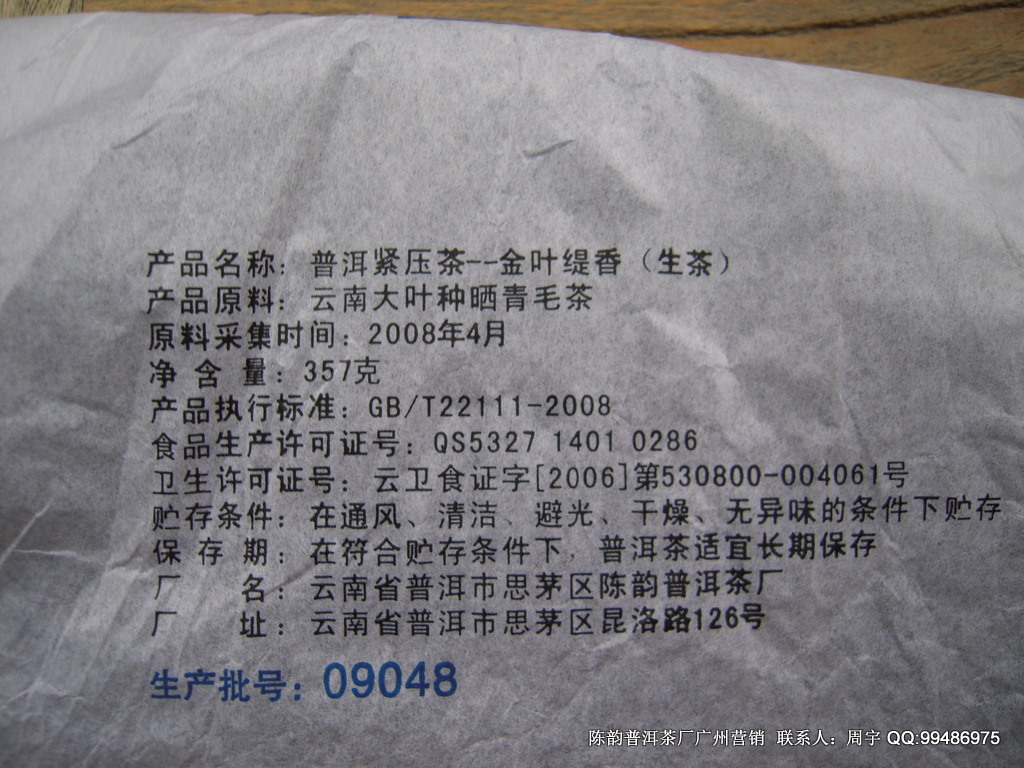 产品名称：普洱紧压茶--金叶缇香（生茶）
产品原料：云南大叶种晒青毛茶
原料采集时间：2008年4月
净含量：357克
产品执行标准：GB/T22111-2008
食品生产许可证号：QS5327 1401 0286
卫生许可证号：云卫食证字[2006]第530800-004061号
贮存条件：在通风、清洁、避光、干燥、无异味的条件下贮存
保存期：在符合贮存条件下，普洱茶适宜长期保存
厂名：云南省普洱市思茅区陈韵普洱茶厂
厂址：云南省普洱市思茅区昆洛路126号
生产批号：09048
陈韵普洱茶厂广州营销 联系人：周宇 QQ:99486975